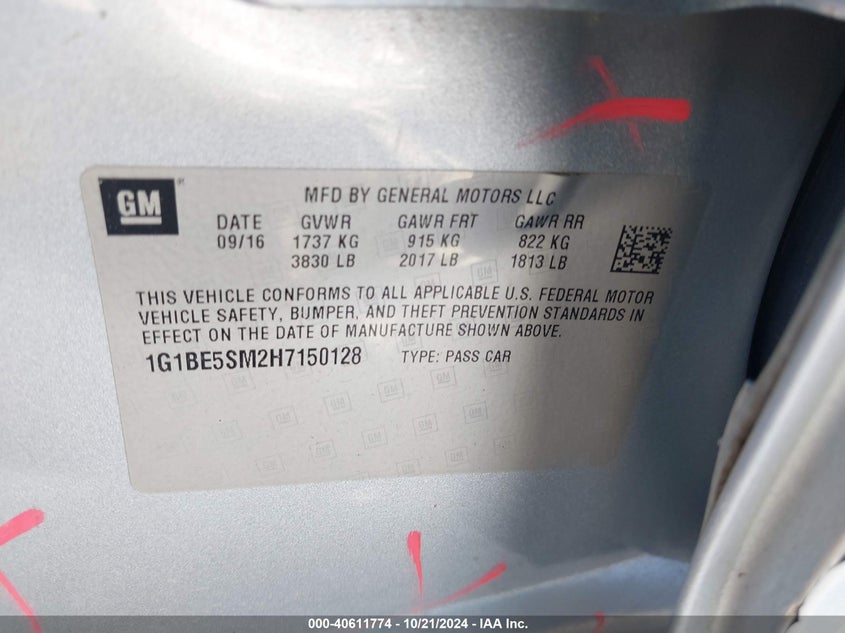 GM
MFD BY GENERAL MOTORS LLC
DATE GVWR GAWR FRT GAWR RR
09/16 1737 KG 915 KG 822 KG
3830 LB 2017 LB 1813 LB
THIS VEHICLE CONFORMS TO ALL APPLICABLE U.S. FEDERAL MOTOR
VEHICLE SAFETY, BUMPER, AND THEFT PREVENTION STANDARDS IN
EFFECT ON THE DATE OF MANUFACTURE SHOWN ABOVE.
1G1BE5SM2H7150128 TYPE: PASS CAR
000-40611774 - 10/21/2024 - IAA Inc.